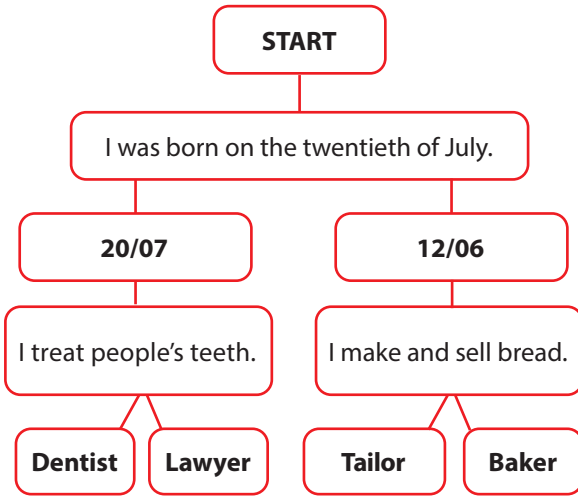 START
I was born on the twentieth of July.
20/07
12/06
I treat people’s teeth.
I make and sell bread.
Dentist
Lawyer
Tailor
Baker